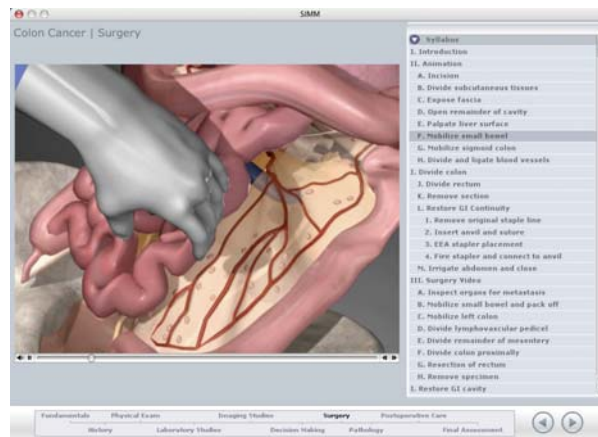 SIMM
Colon Cancer | Surgery
Syllabus
I. Introduction
II. Animation
A. Incision
B. Divide subcutaneous tissues
C. Expose fascia
D. Open remainder of cavity
E. Palpate liver surface
F. Mobilize small bowel
G. Mobilize sigmoid colon
H. Divide and ligate blood vessels
I. Divide colon
J. Divide rectum
K. Remove section
L. Restore GI Continuity
1. Remove original staple line
2. Insert anvil and suture
3. EEA stapler placement
4. Fire stapler and connect to anvil
M. Irrigate abdomen and close
III. Surgery Video
A. Inspect organs for metastasis
B. Mobilize small bowel and pack off
C. Mobilize left colon
D. Divide lymphovascular pedicel
E. Divide remainder of mesentery
F. Divide colon proximally
G. Resection of rectum
H. Remove specimen
I. Restore GI cavity
Fundamentals Physical Exam Imaging Studies Surgery Postoperative Care
History Laboratory Studies Decision Making Pathology Final Assessment